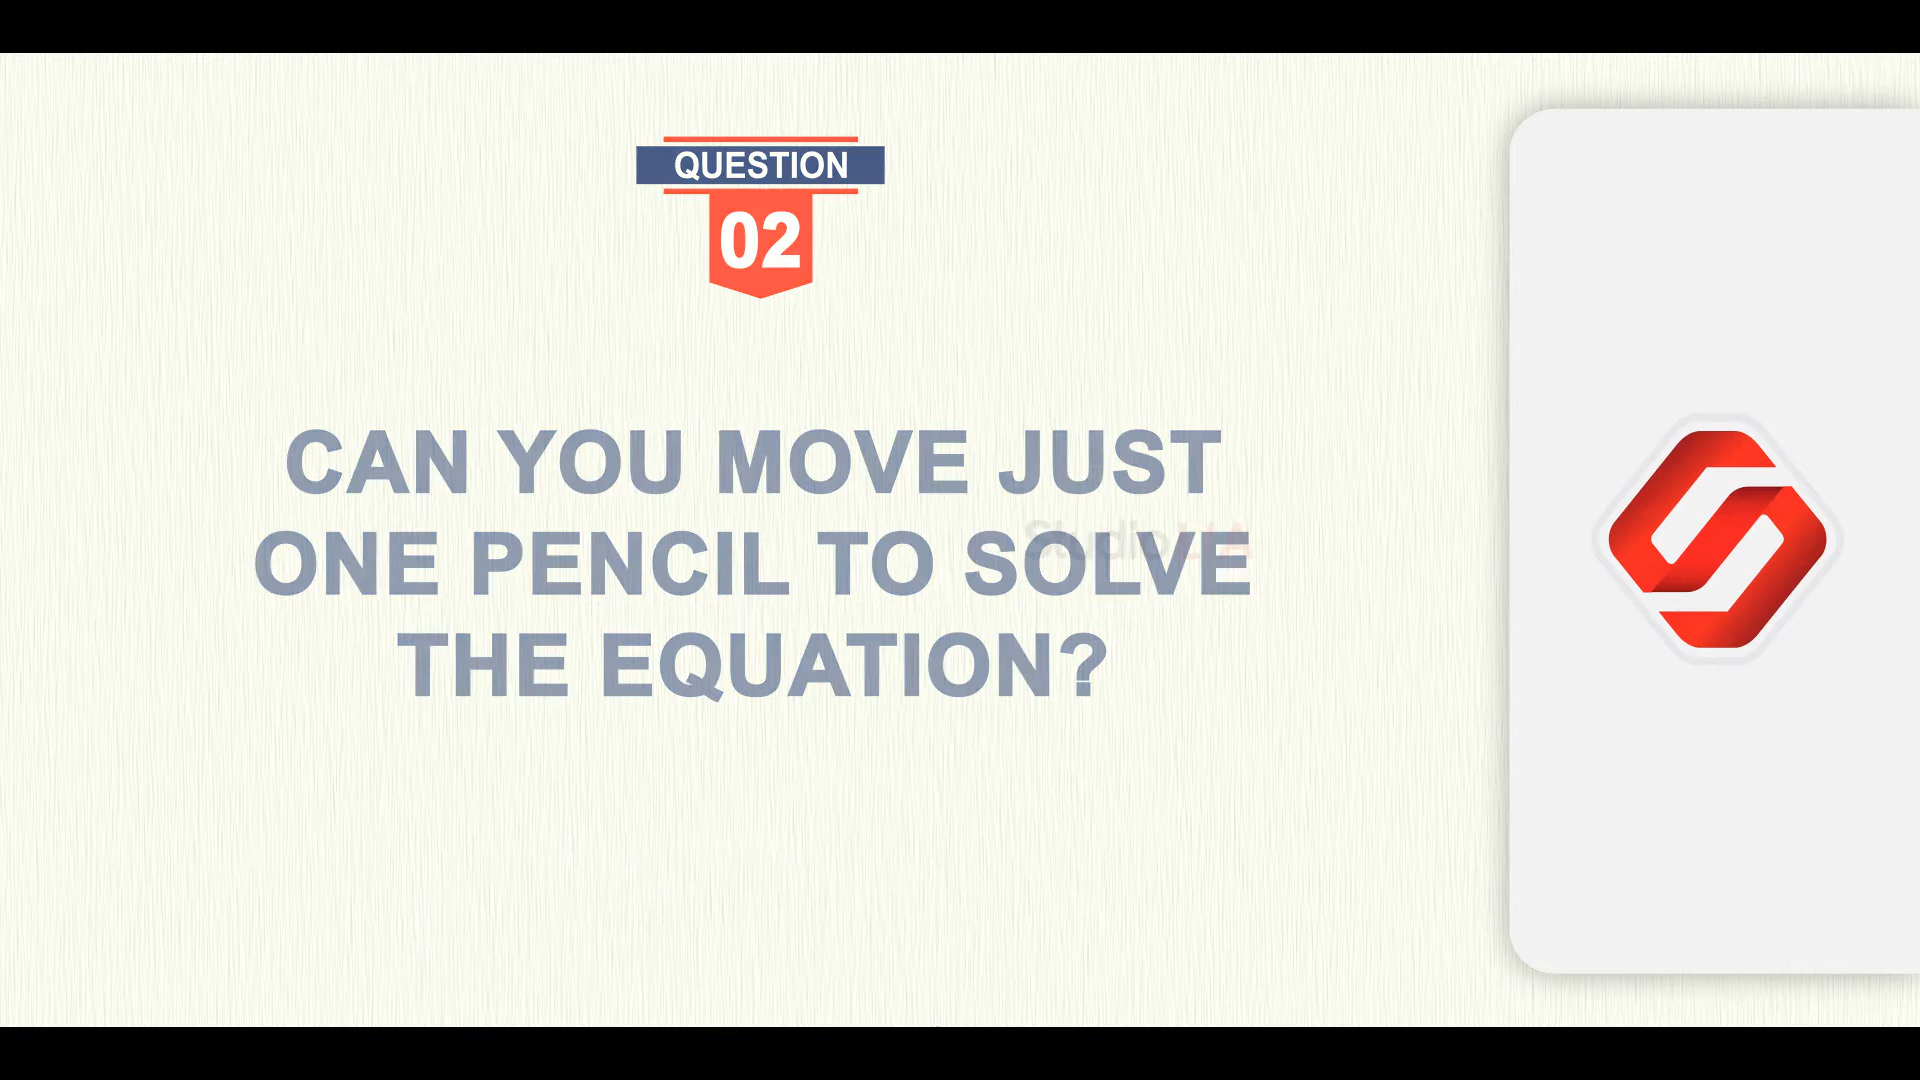 QUESTION
02
CAN YOU MOVE JUST
ONE PENCIL TO SOLVE
THE EQUATION?